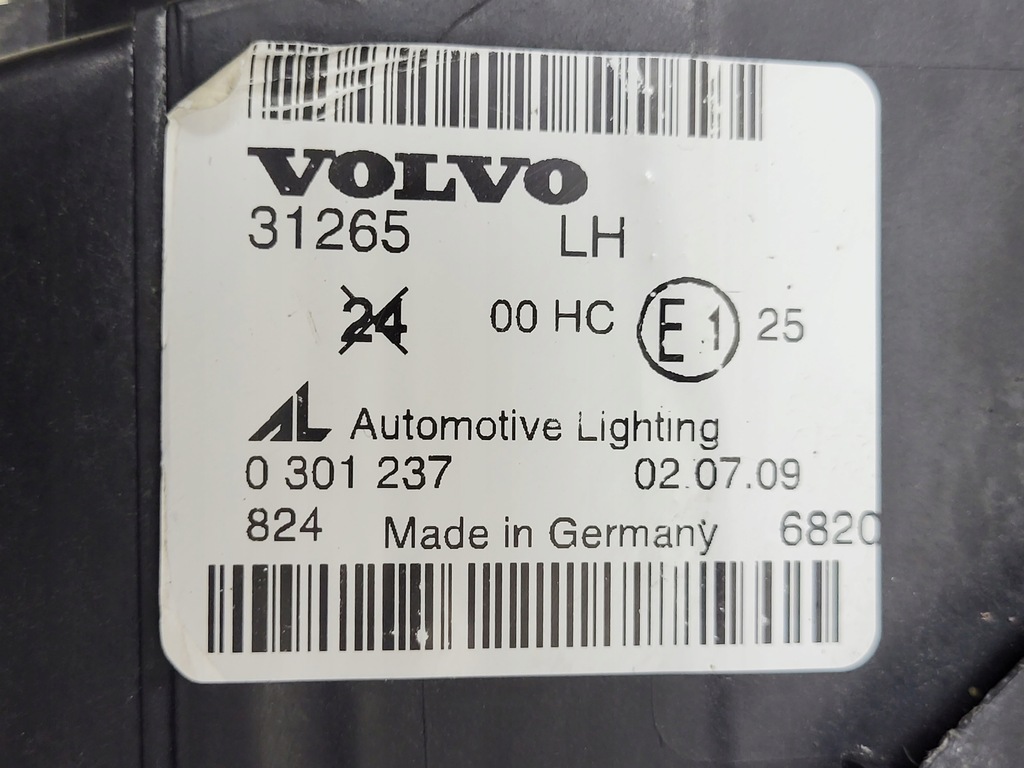 VOLVO
31265 LH
24 00 HC E1 25
AL Automotive Lighting
0 301 237 02.07.09
824 Made in Germany 6820